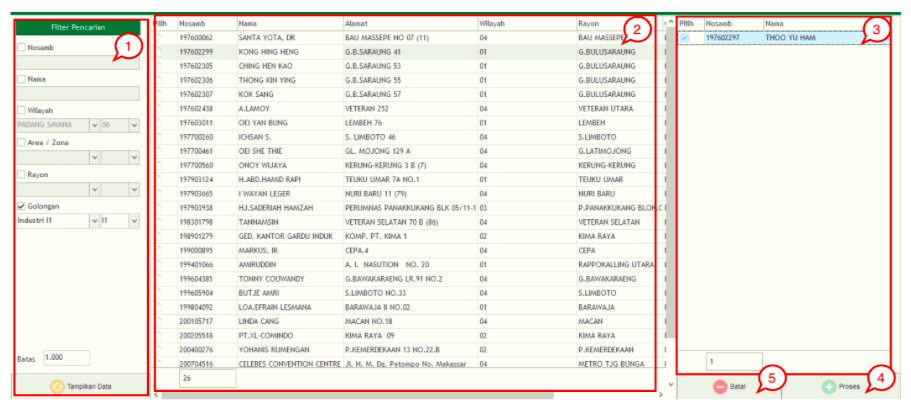 Filter Pencarian
1
Nosamb
Nama
Wilayah
PADANG SAVANA 06
Area / Zona
Rayon
Golongan
Industri I1 I1
Batas 1.000
Tampilkan Data
Pilih Nosamb Nama Alamat Wilayah Rayon
2
197600062 SANTA YOTA, DR BAU MASSEPE NO 07 (11) 04 BAU MASSEPE
197602299 KONG HING HENG G.B.SARAUNG 41 01 G.BULUSARAUNG
197602305 CHING HEN KAO G.B.SARAUNG 53 01 G.BULUSARAUNG
197602306 THONG KIN YING G.B.SARAUNG 55 01 G.BULUSARAUNG
197602307 KOK SANG G.B.SARAUNG 57 01 G.BULUSARAUNG
197602438 A.LAMOY VETERAN 252 04 VETERAN UTARA
197603011 OEI YAN BUNG LEMBEH 76 01 LEMBEH
197700260 ICHSAN S. S. LIMBOTO 46 04 S.LIMBOTO
197700461 OEI SHE THIE GL. MOJONG 129 A 04 G.LATIMOJONG
197700560 ONOY WIJAYA KERUNG-KERUNG 3 B (7) 04 KERUNG-KERUNG
197903124 H.ABD.HAMID RAPI TEUKU UMAR 7A NO.1 01 TEUKU UMAR
197903665 I WAYAN LEGER NURI BARU 11 (79) 04 NURI BARU
197903938 HJ.SADERIAH HAMZAH PERUMNAS PANAKKUKANG BLK 05/11-1 03 P.PANAKKUKANG BLOK.
198301798 TANNAMSIN VETERAN SELATAN 70 B (86) 04 VETERAN SELATAN
198901279 GED. KANTOR GARDU INDUK KOMP. PT. KIMA 1 02 KIMA RAYA
199000895 MARKUS, IR CEPA.4 04 CEPA
199401066 AMIRUDDIN A. I. NASUTION NO. 20 01 RAPPOKALLING UTARA
199604385 TONNY COUWANDY G.BAWAKARAENG LR.91 NO.2 04 G.BAWAKARAENG
199605904 BUTJE AMRI S.LIMBOTO NO.33 04 S.LIMBOTO
199804092 LOA.EFRAIN LESMANA BARAWAJA II NO.02 01 BARAWAJA
200105717 LINDA CANG MACAN NO.18 04 MACAN
200205518 PT.XL-COMINDO KIMA RAYA 09 02 KIMA RAYA
200400276 YOHANIS RUMENGAN P.KEMERDEKAAN 13 NO.22.B 02 P.KEMERDEKAAN
200704516 CELEBES CONVENTION CENTRE Jl. H. M. Dg. Patompo No. Makassar 04 METRO TJG BUNGA
26
Pilih Nosamb Nama
3
197602297 THOO YU HAM
1
Batal
5
Proses
4